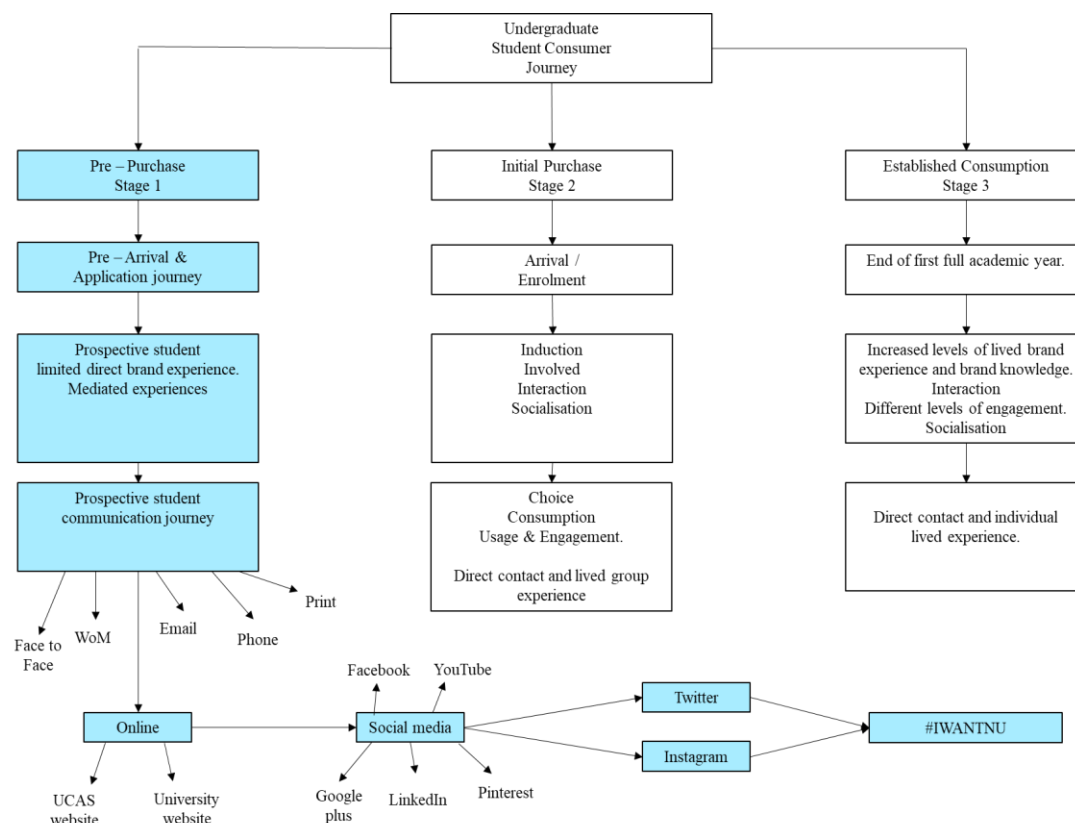 Undergraduate
Student Consumer
Journey
Pre – Purchase
Stage 1
Initial Purchase
Stage 2
Established Consumption
Stage 3
Pre – Arrival &
Application journey
Arrival /
Enrolment
End of first full academic year.
Prospective student
limited direct brand experience.
Mediated experiences
Induction
Involved
Interaction
Socialisation
Increased levels of lived brand
experience and brand knowledge.
Interaction
Different levels of engagement.
Socialisation
Prospective student
communication journey
Choice
Consumption
Usage & Engagement.
Direct contact and lived group
experience
Direct contact and individual
lived experience.
Face to
Face
WoM
Email
Phone
Print
Facebook
YouTube
Online
Social media
Twitter
Instagram
#IWANTNU
UCAS
website
University
website
Google
plus
LinkedIn
Pinterest